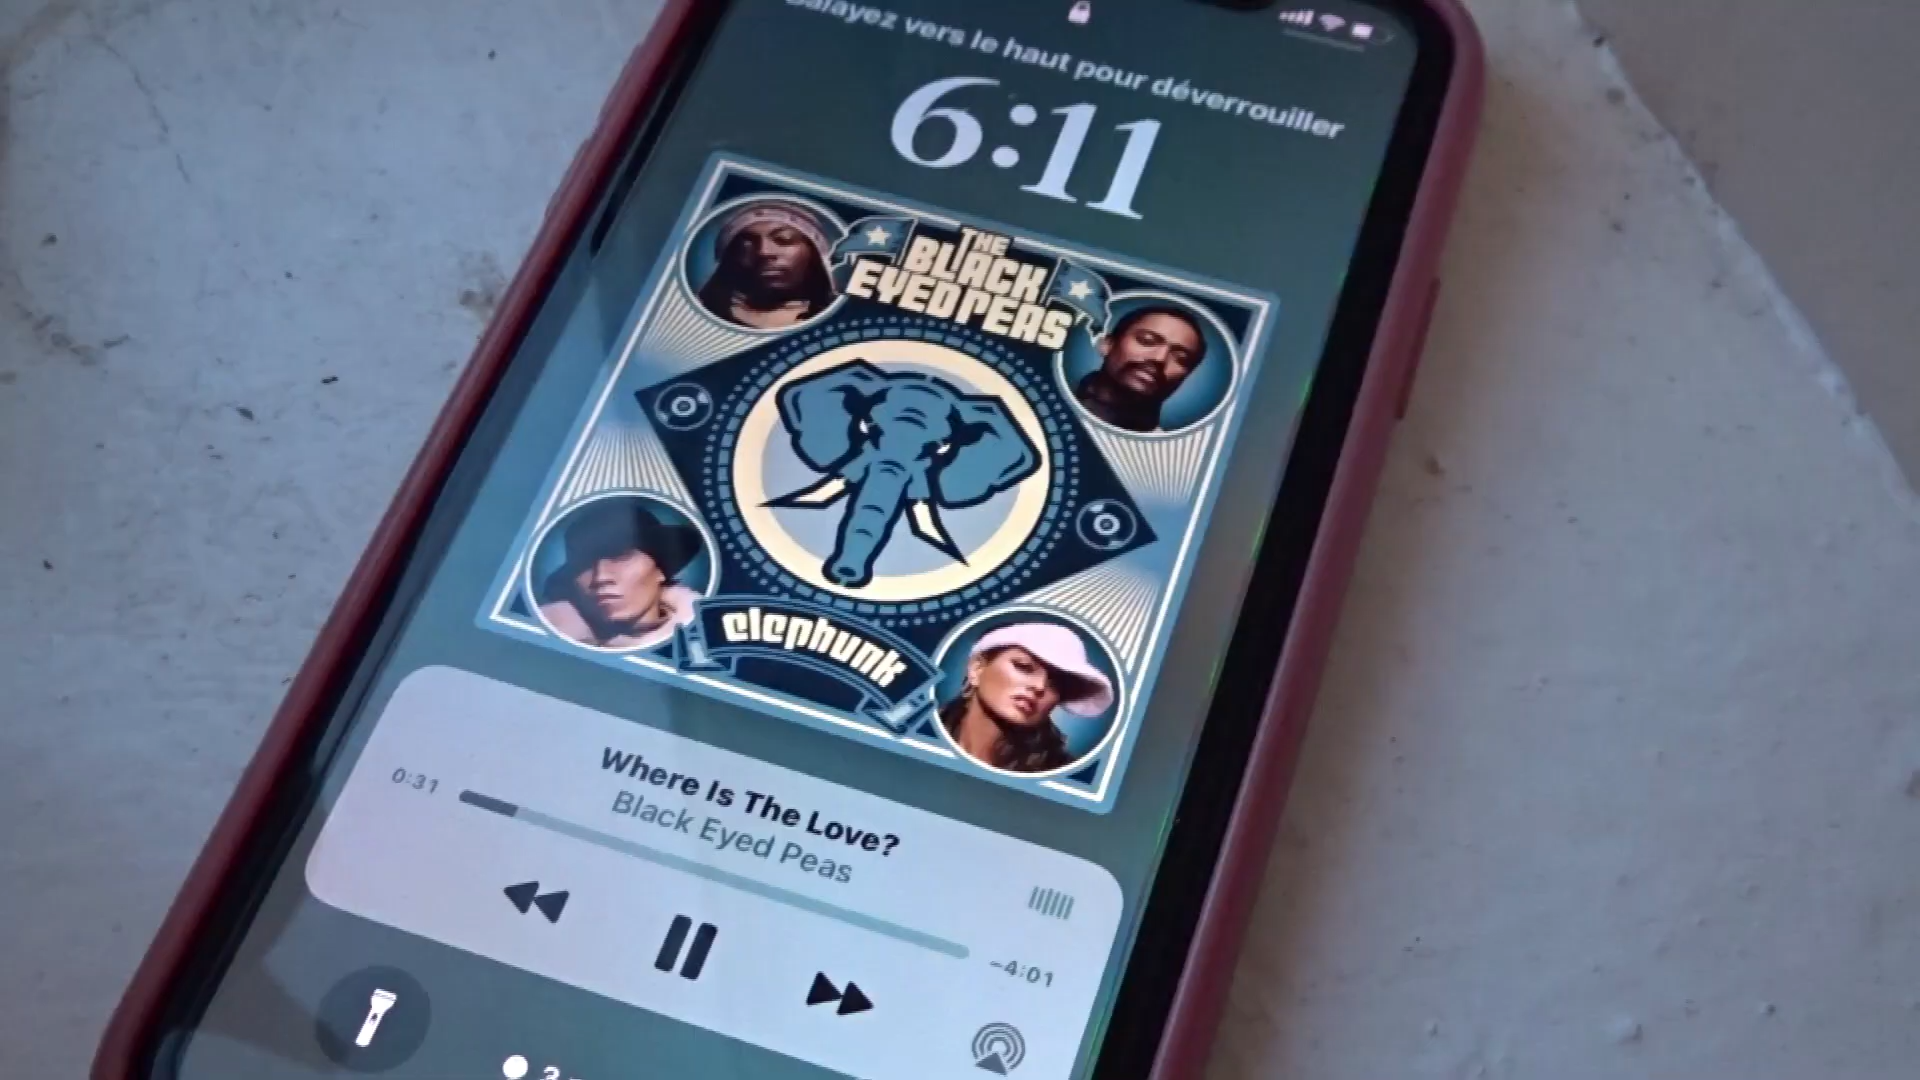 Balayez vers le haut pour déverrouiller
6:11
THE
BLACK
EYED PEAS
elephunk
Where Is The Love?
Black Eyed Peas
0:31
-4:01